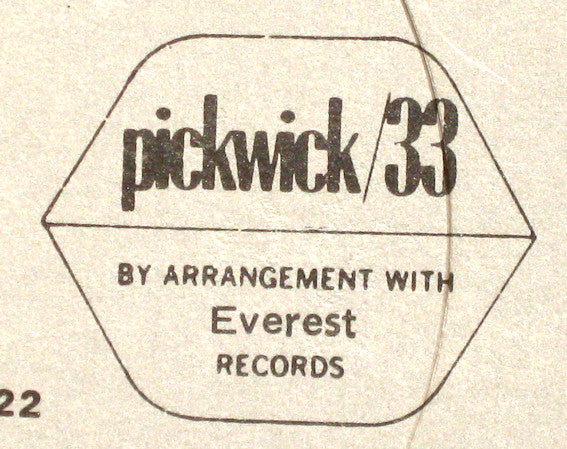 pickwick/33
BY ARRANGEMENT WITH
Everest
RECORDS
22